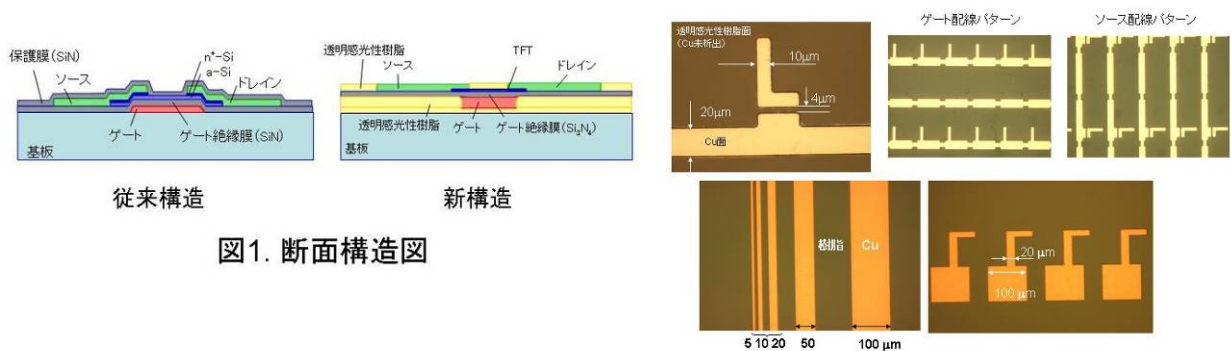 保護膜(SiN)
n⁺-Si
a-Si
ソース
ドレイン
ゲート
ゲート絶縁膜(SiN)
基板
従来構造
透明感光性樹脂
TFT
ソース
ドレイン
透明感光性樹脂
ゲート
ゲート絶縁膜(Si₃N₄)
基板
新構造
図1. 断面構造図
透明感光性樹脂面
(Cu未析出)
10μm
4μm
20μm
Cu面
ゲート配線パターン
ソース配線パターン
樹脂
Cu
5 10 20 50 100 μm
20 μm
100 μm